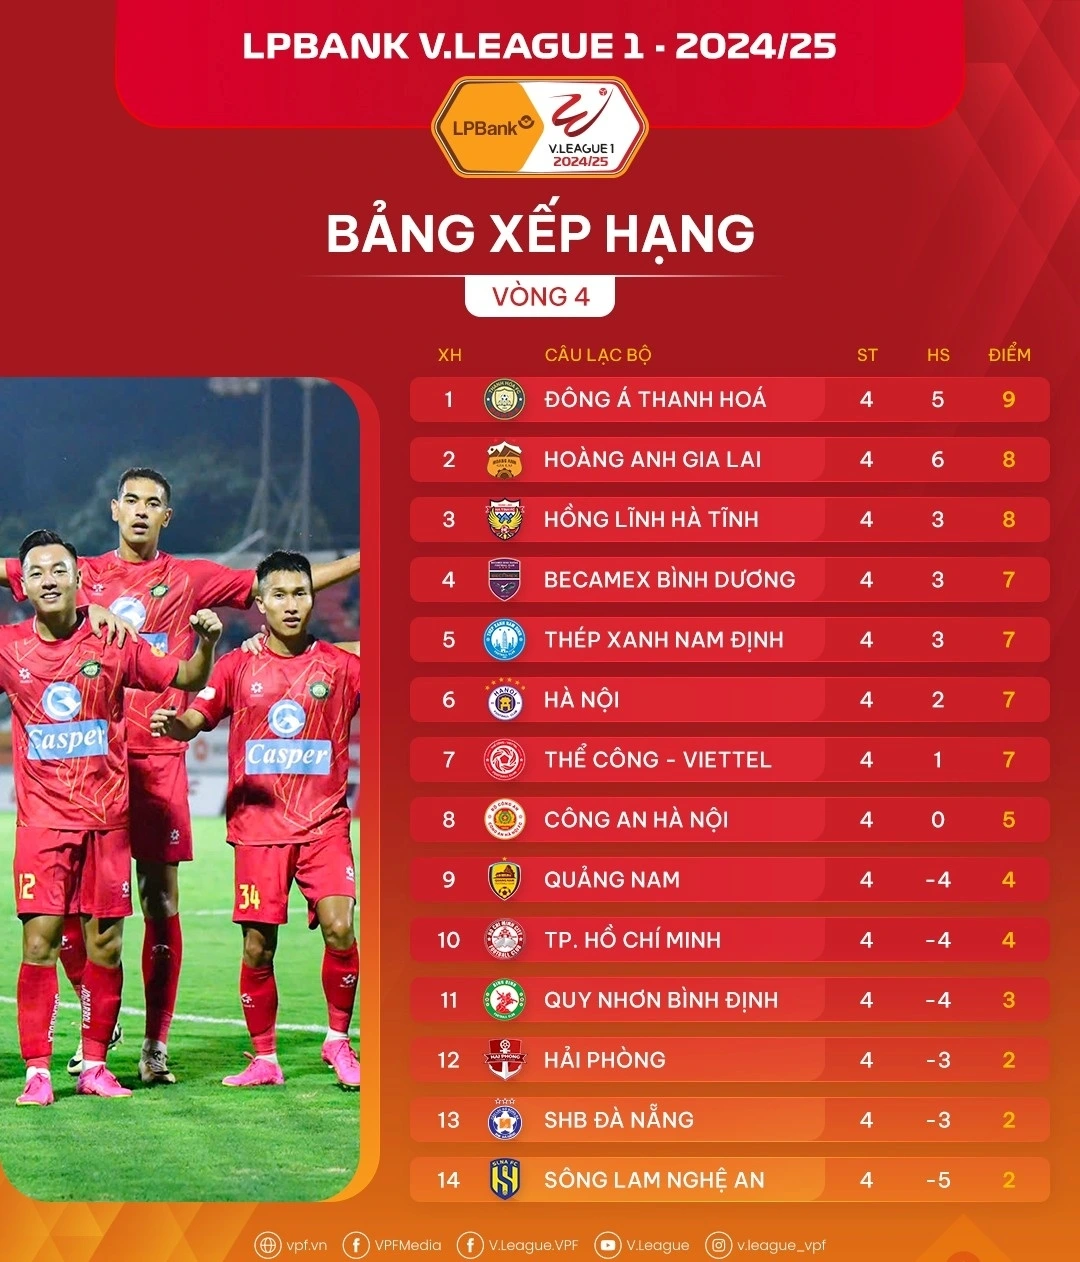 LPBANK V.LEAGUE 1 - 2024/25
LPBank
V.LEAGUE 1
2024/25
BẢNG XẾP HẠNG
VÒNG 4
XH CÂU LẠC BỘ ST HS ĐIỂM
1 ĐÔNG Á THANH HOÁ 4 5 9
2 HOÀNG ANH GIA LAI 4 6 8
3 HỒNG LĨNH HÀ TĨNH 4 3 8
4 BECAMEX BÌNH DƯƠNG 4 3 7
5 THÉP XANH NAM ĐỊNH 4 3 7
6 HÀ NỘI 4 2 7
7 THỂ CÔNG - VIETTEL 4 1 7
8 CÔNG AN HÀ NỘI 4 0 5
9 QUẢNG NAM 4 -4 4
10 TP. HỒ CHÍ MINH 4 -4 4
11 QUY NHƠN BÌNH ĐỊNH 4 -4 3
12 HẢI PHÒNG 4 -3 2
13 SHB ĐÀ NẴNG 4 -3 2
14 SÔNG LAM NGHỆ AN 4 -5 2
Casper
Casper
12
34
vpf.vn VPFMedia V.League.VPF V.League v.league_vpf